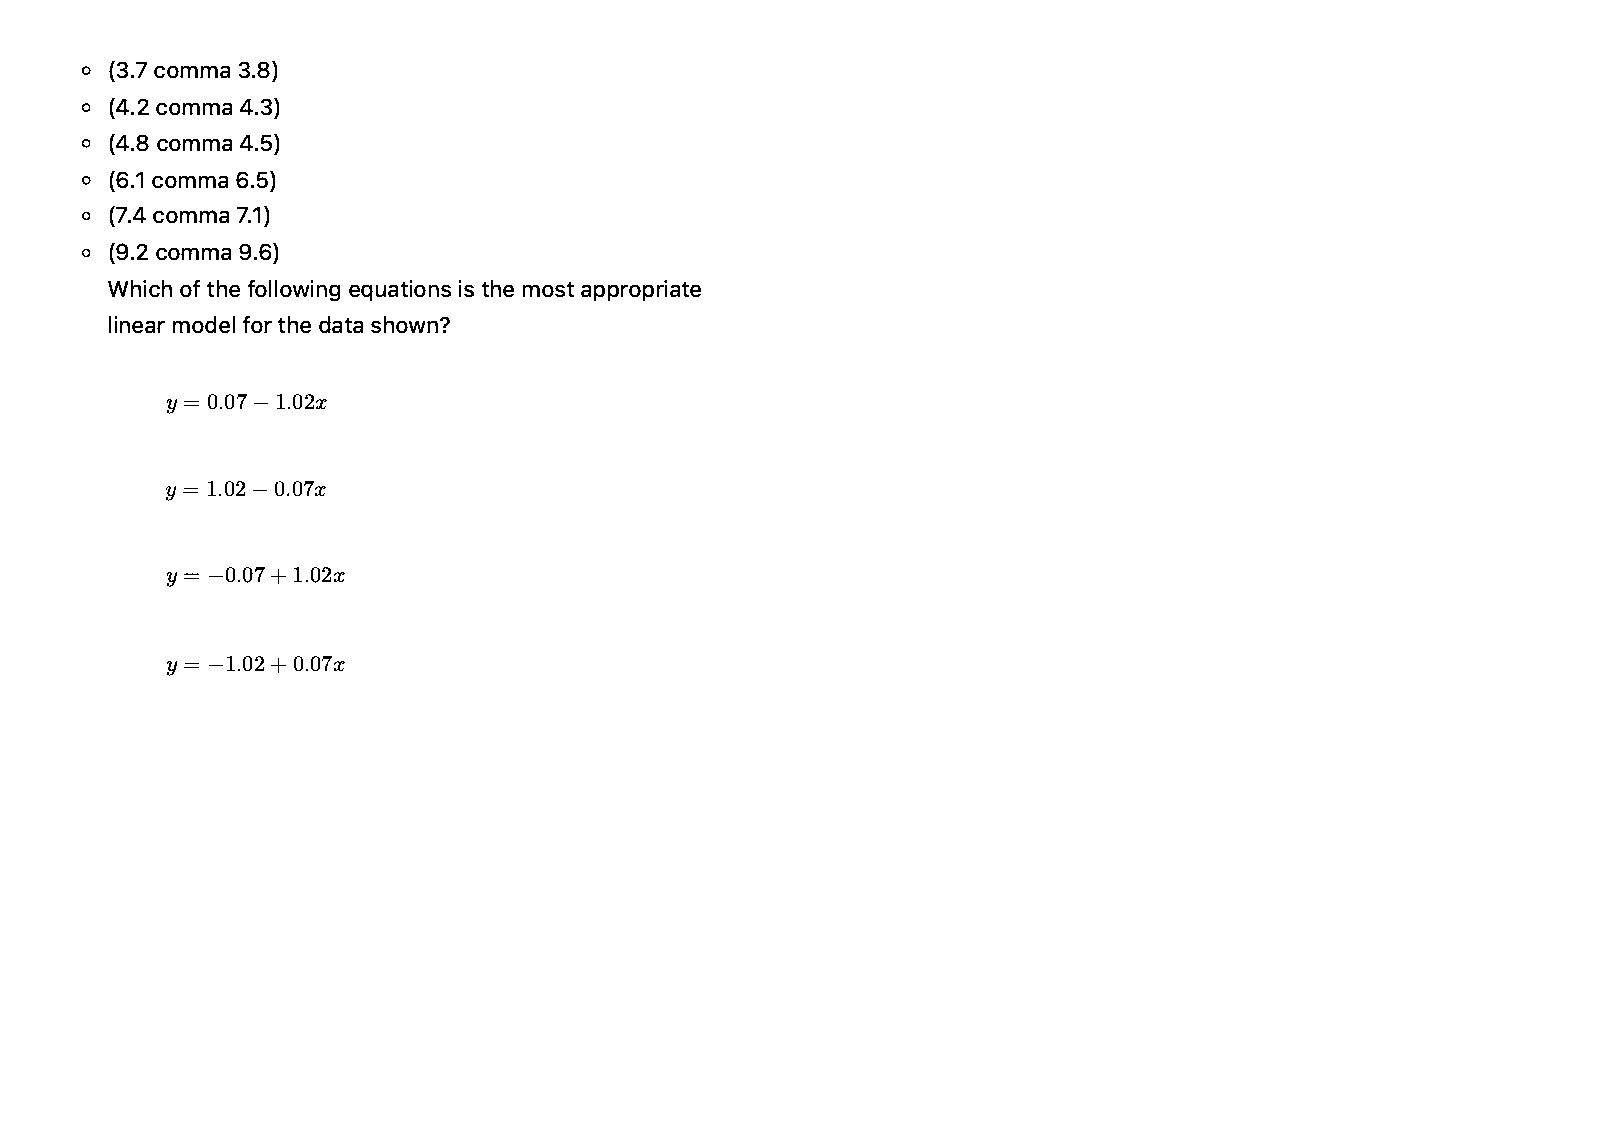 (3.7 comma 3.8)
(4.2 comma 4.3)
(4.8 comma 4.5)
(6.1 comma 6.5)
(7.4 comma 7.1)
(9.2 comma 9.6)
Which of the following equations is the most appropriate
linear model for the data shown?
y = 0.07 − 1.02x
y = 1.02 − 0.07x
y = −0.07 + 1.02x
y = −1.02 + 0.07x